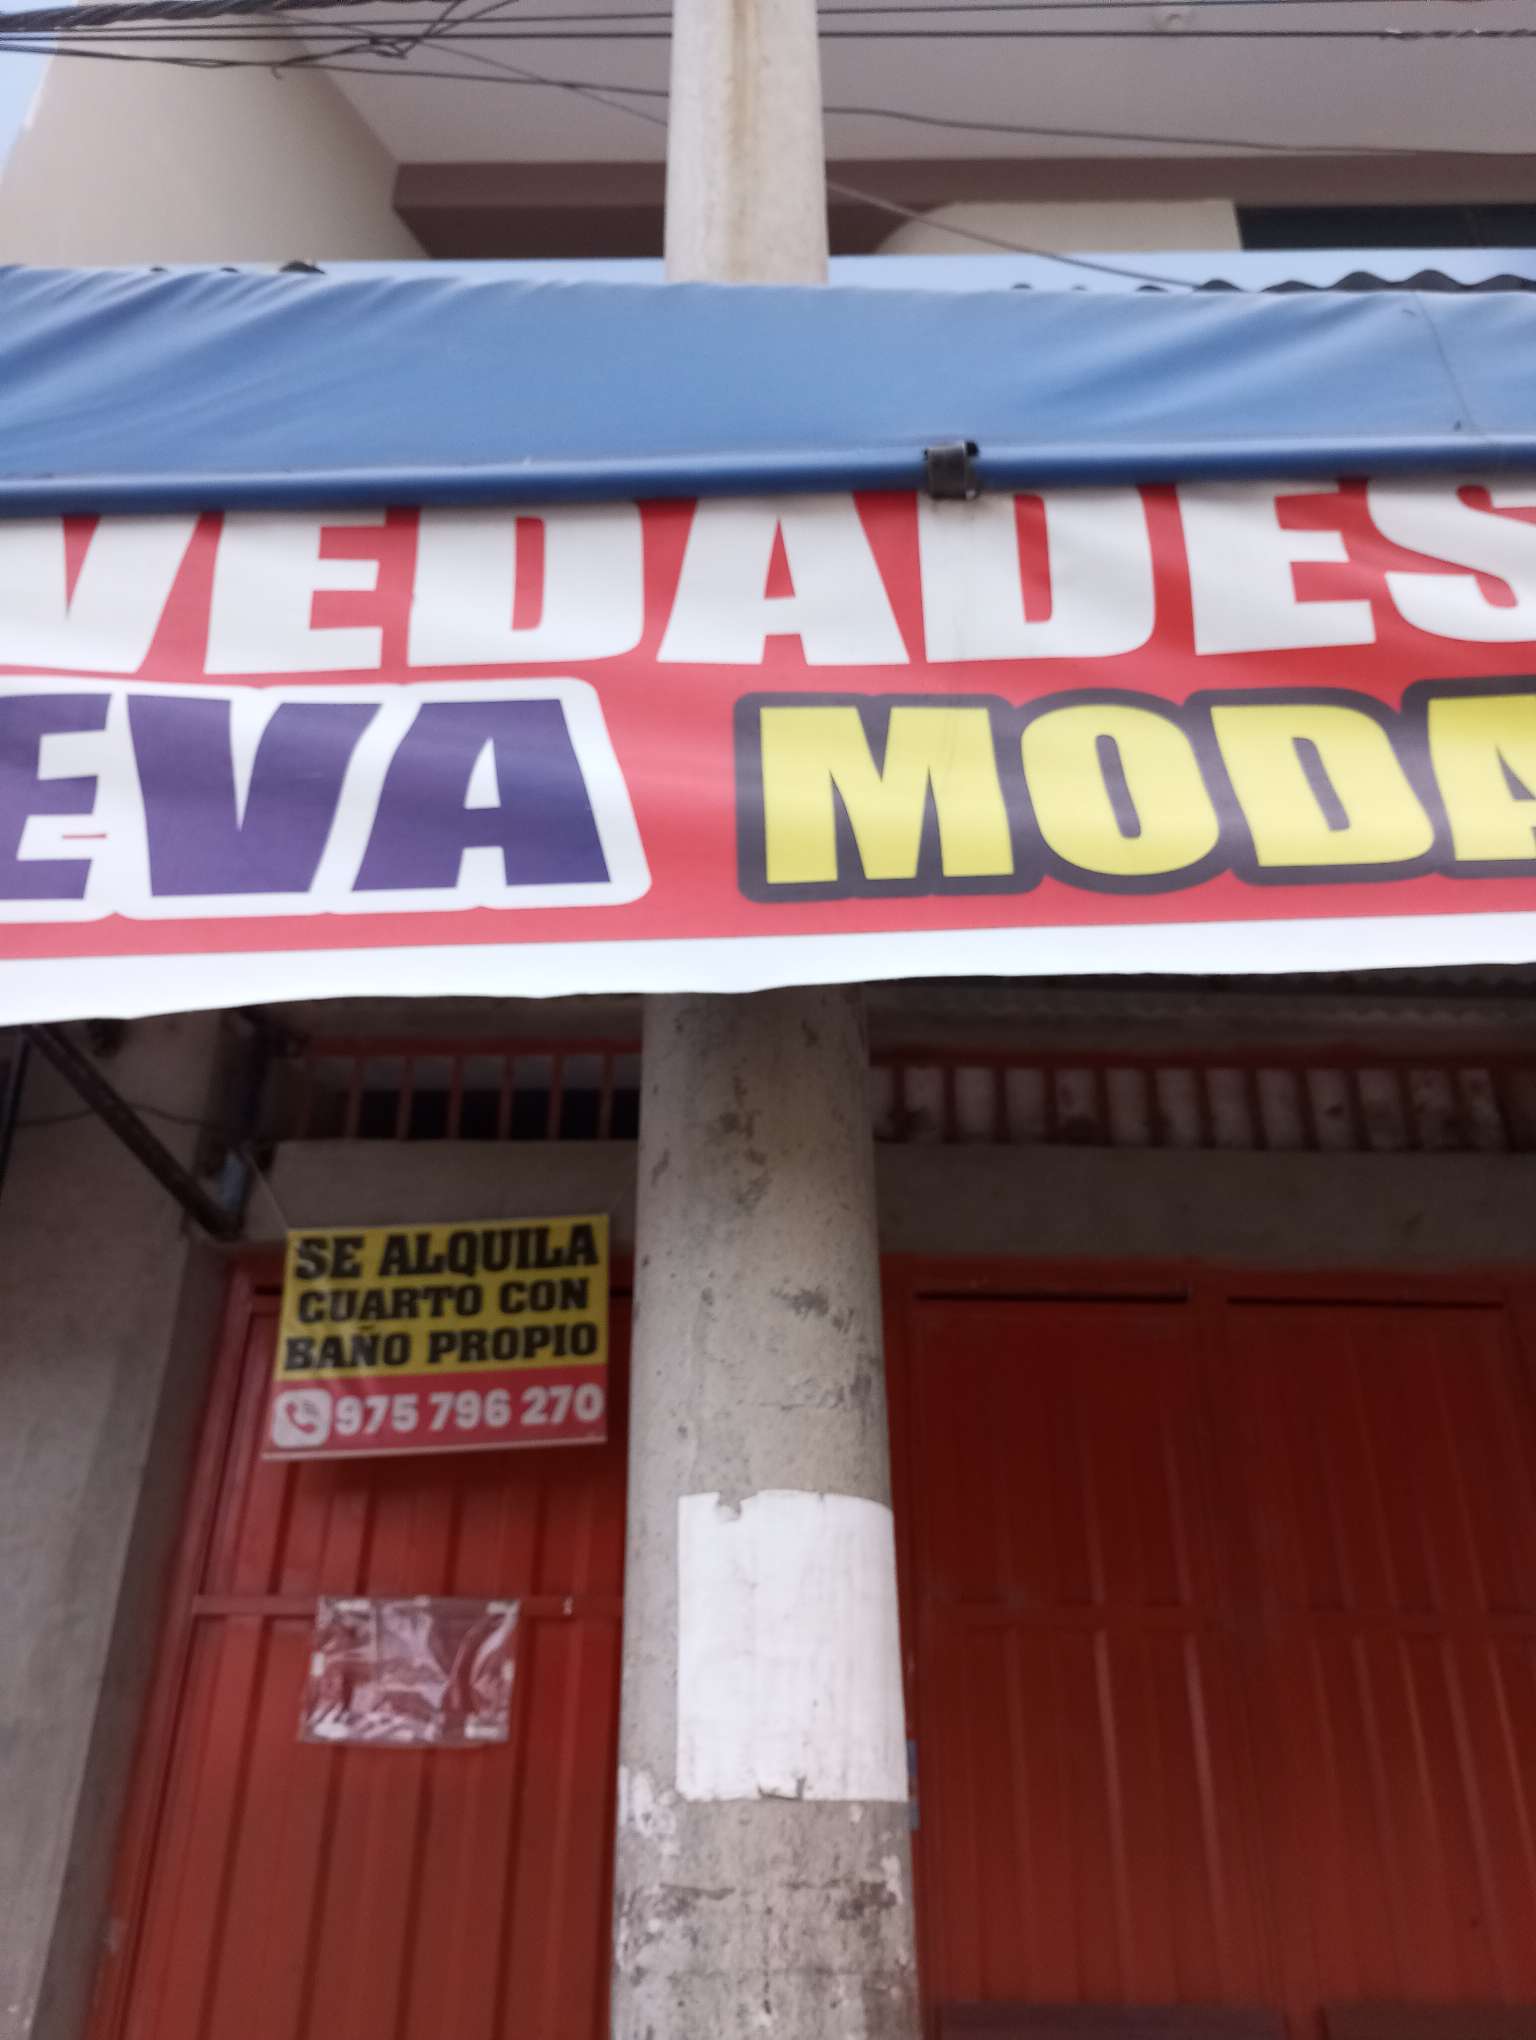 VEDADES
EVA MODA
SE ALQUILA
CUARTO CON
BAÑO PROPIO
975 796 270